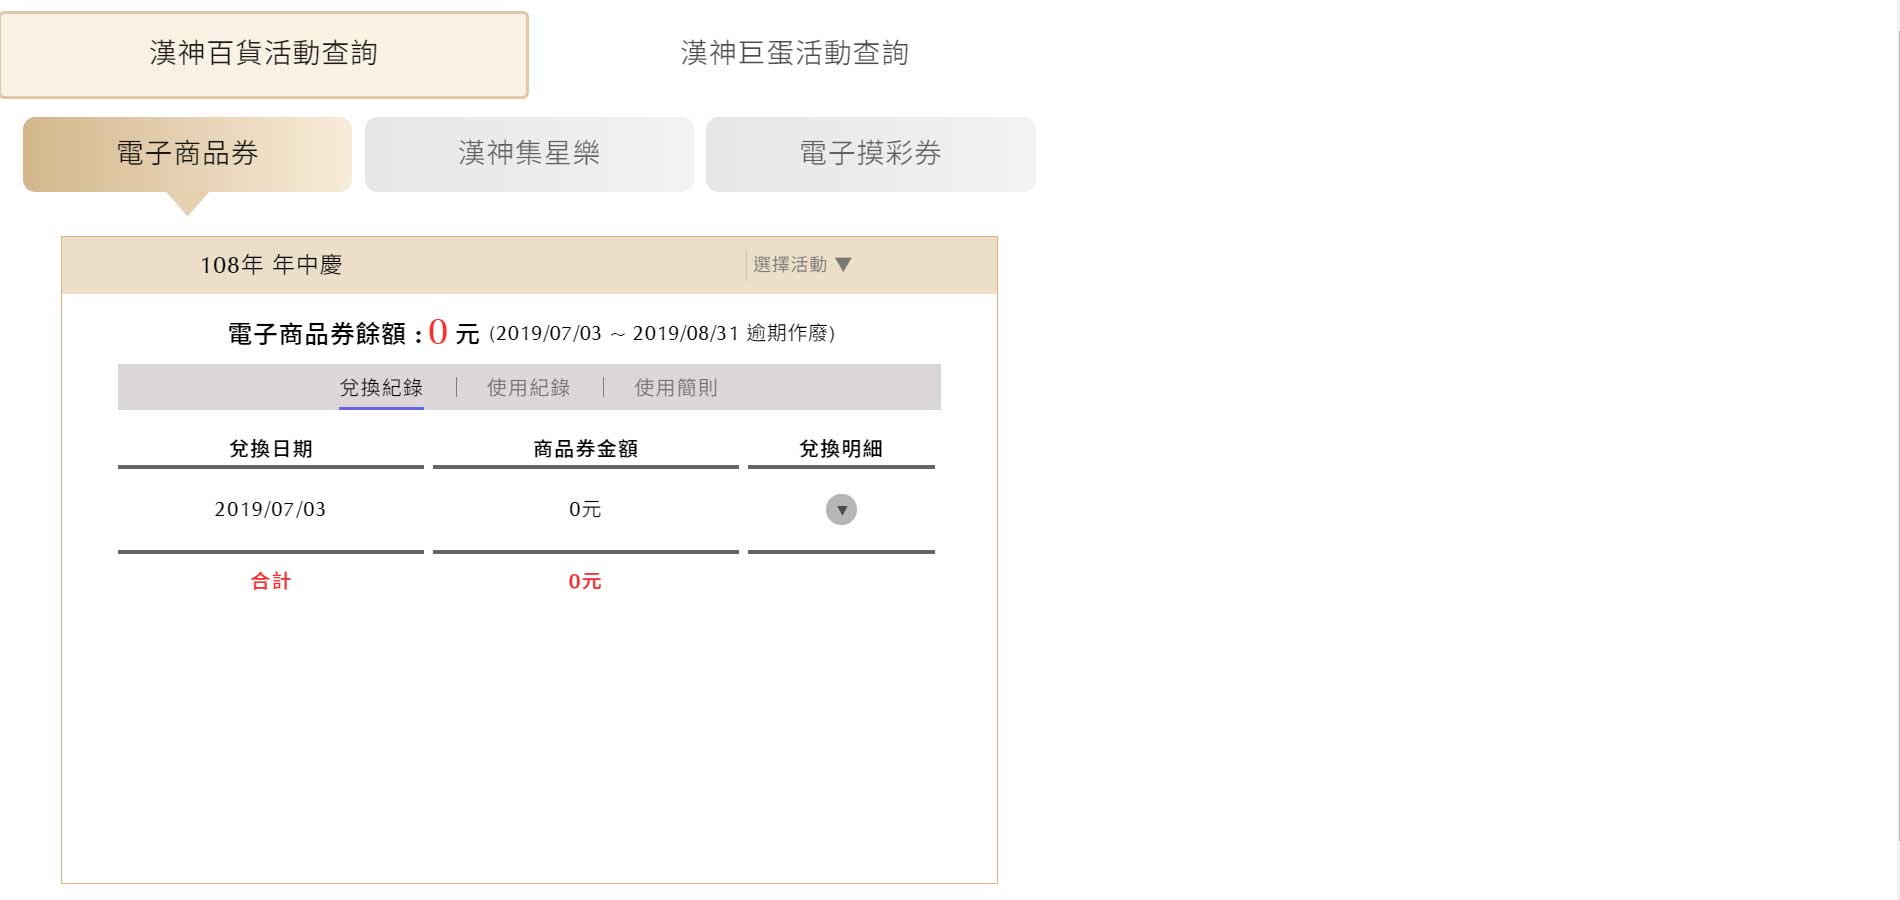 漢神百貨活動查詢 漢神巨蛋活動查詢
電子商品券 漢神集星樂 電子摸彩券
108年 年中慶 選擇活動 ▼
電子商品券餘額 : 0 元 (2019/07/03 ~ 2019/08/31 逾期作廢)
兌換紀錄 | 使用紀錄 | 使用簡則
兌換日期 商品券金額 兌換明細
2019/07/03 0元 ▼
合計 0元